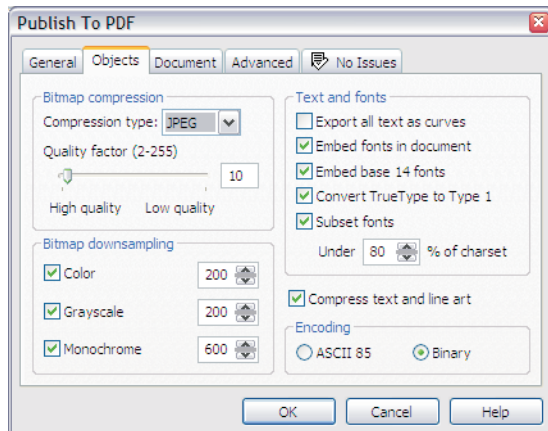 Publish To PDF
General Objects Document Advanced No Issues
Bitmap compression
Compression type: JPEG
Quality factor (2-255)
10
High quality Low quality
Bitmap downsampling
Color 200
Grayscale 200
Monochrome 600
Text and fonts
Export all text as curves
Embed fonts in document
Embed base 14 fonts
Convert TrueType to Type 1
Subset fonts
Under 80 % of charset
Compress text and line art
Encoding
ASCII 85 Binary
OK Cancel Help